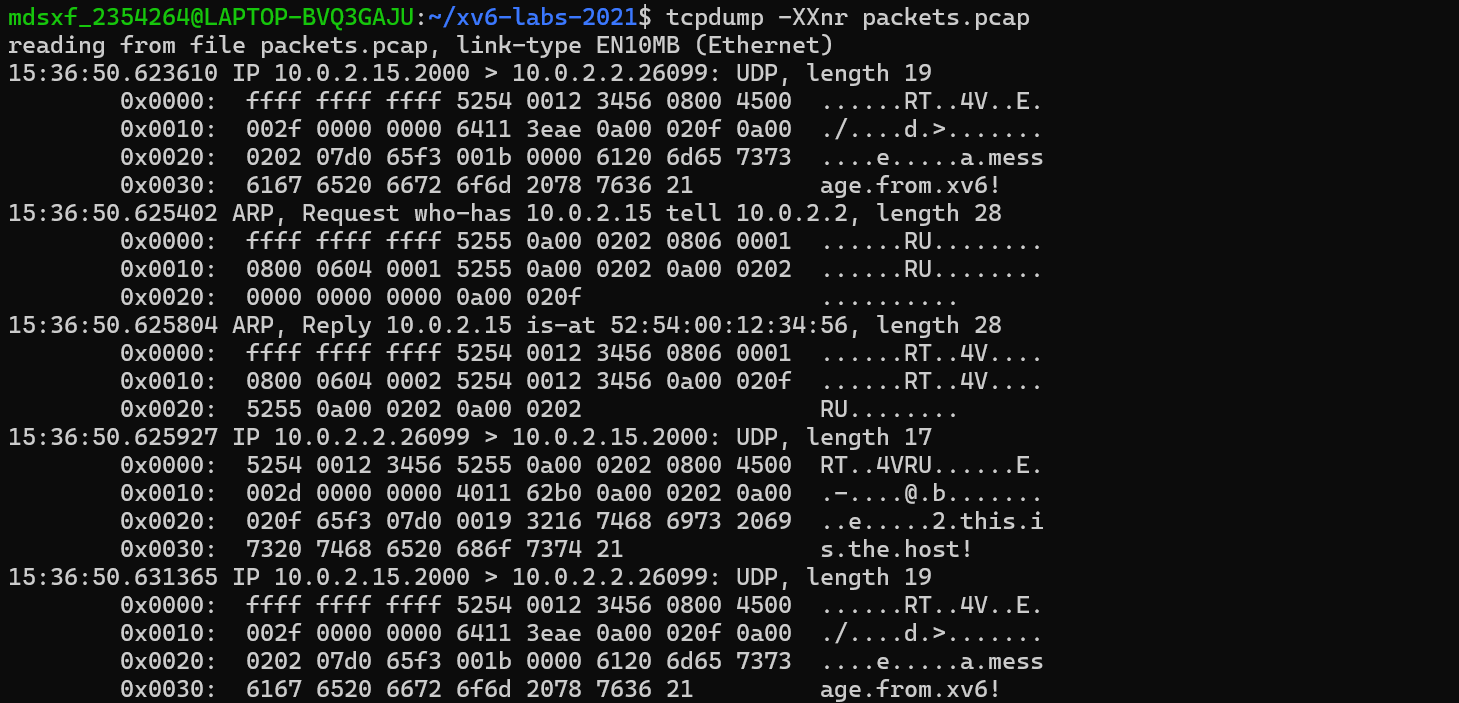 mdsxf_2354264@LAPTOP-BVQ3GAJU:~/xv6-labs-2021$ tcpdump -XXnr packets.pcap
reading from file packets.pcap, link-type EN10MB (Ethernet)
15:36:50.623610 IP 10.0.2.15.2000 > 10.0.2.2.26099: UDP, length 19
        0x0000:  ffff ffff ffff 5254 0012 3456 0800 4500  ......RT..4V..E.
        0x0010:  002f 0000 0000 6411 3eae 0a00 020f 0a00  ./....d.>.......
        0x0020:  0202 07d0 65f3 001b 0000 6120 6d65 7373  ....e.....a.mess
        0x0030:  6167 6520 6672 6f6d 2078 7636 21         age.from.xv6!
15:36:50.625402 ARP, Request who-has 10.0.2.15 tell 10.0.2.2, length 28
        0x0000:  ffff ffff ffff 5255 0a00 0202 0806 0001  ......RU........
        0x0010:  0800 0604 0001 5255 0a00 0202 0a00 0202  ......RU........
        0x0020:  0000 0000 0000 0a00 020f                 ..........
15:36:50.625804 ARP, Reply 10.0.2.15 is-at 52:54:00:12:34:56, length 28
        0x0000:  ffff ffff ffff 5254 0012 3456 0806 0001  ......RT..4V....
        0x0010:  0800 0604 0002 5254 0012 3456 0a00 020f  ......RT..4V....
        0x0020:  5255 0a00 0202 0a00 0202                 RU........
15:36:50.625927 IP 10.0.2.2.26099 > 10.0.2.15.2000: UDP, length 17
        0x0000:  5254 0012 3456 5255 0a00 0202 0800 4500  RT..4VRU......E.
        0x0010:  002d 0000 0000 4011 62b0 0a00 0202 0a00  .-....@.b.......
        0x0020:  020f 65f3 07d0 0019 3216 7468 6973 2069  ..e.....2.this.i
        0x0030:  7320 7468 6520 686f 7374 21              s.the.host!
15:36:50.631365 IP 10.0.2.15.2000 > 10.0.2.2.26099: UDP, length 19
        0x0000:  ffff ffff ffff 5254 0012 3456 0800 4500  ......RT..4V..E.
        0x0010:  002f 0000 0000 6411 3eae 0a00 020f 0a00  ./....d.>.......
        0x0020:  0202 07d0 65f3 001b 0000 6120 6d65 7373  ....e.....a.mess
        0x0030:  6167 6520 6672 6f6d 2078 7636 21         age.from.xv6!